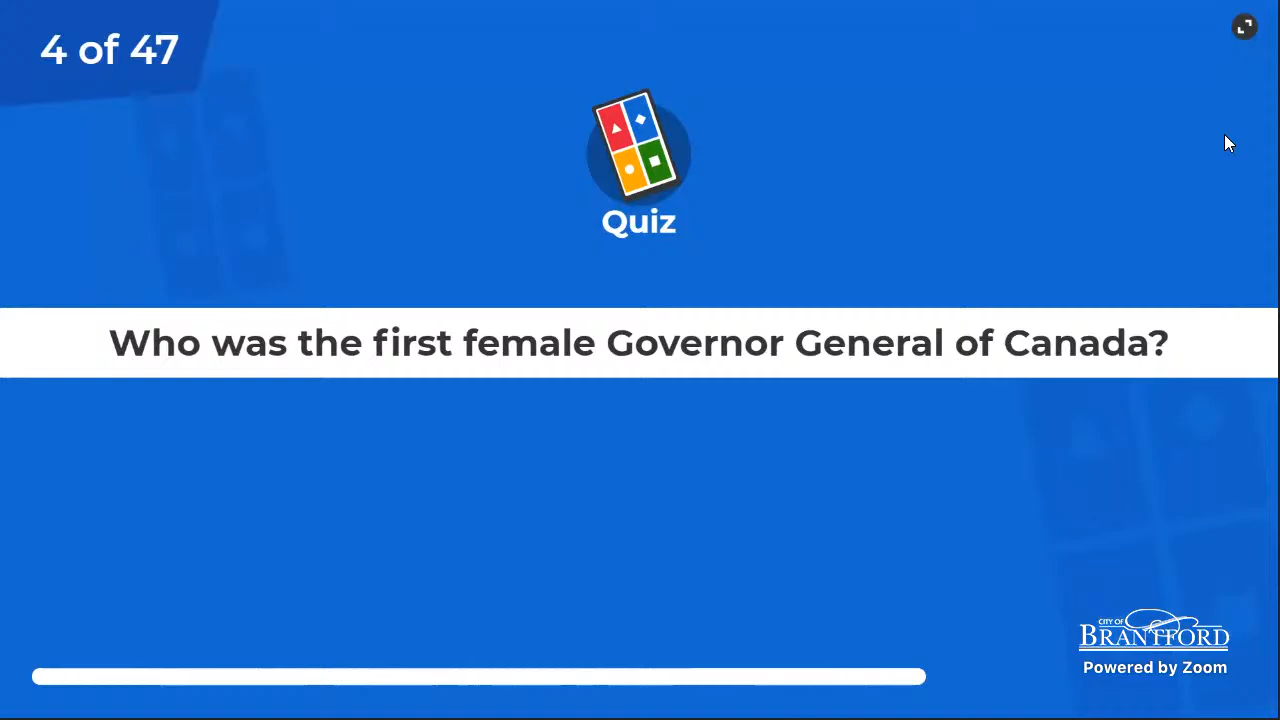 4 of 47
Quiz
Who was the first female Governor General of Canada?
CITY OF
BRANTFORD
Powered by Zoom